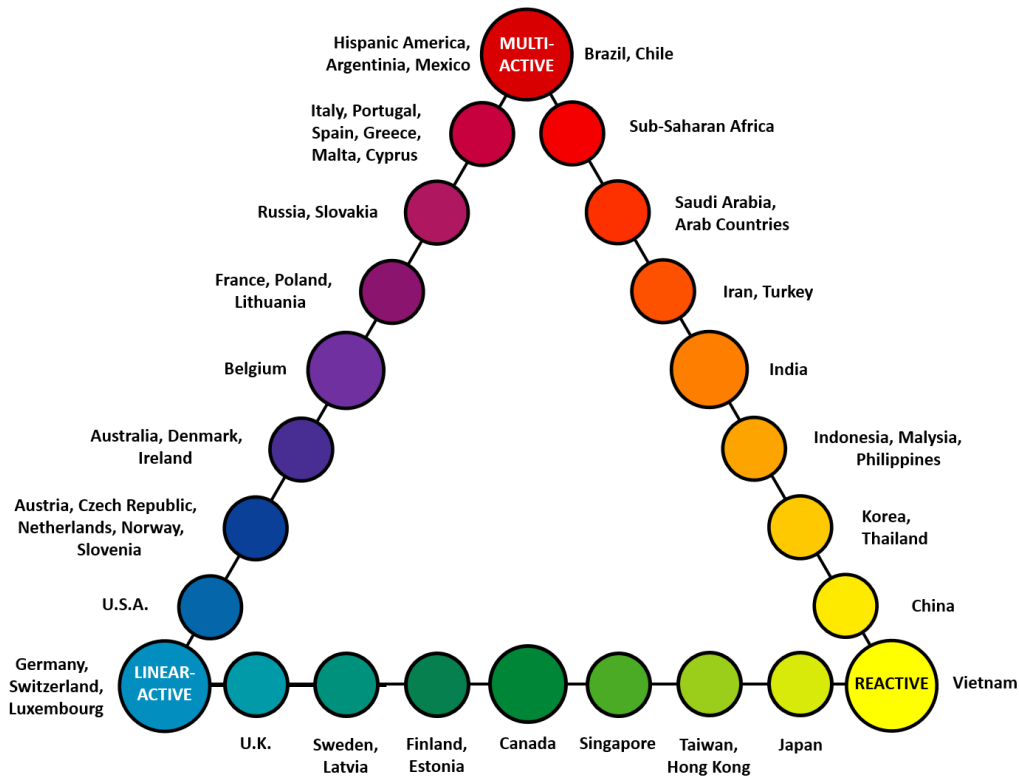 Hispanic America,
Argentinia, Mexico
MULTI-
ACTIVE
Brazil, Chile
Italy, Portugal,
Spain, Greece,
Malta, Cyprus
Sub-Saharan Africa
Russia, Slovakia
Saudi Arabia,
Arab Countries
France, Poland,
Lithuania
Iran, Turkey
Belgium
India
Australia, Denmark,
Ireland
Indonesia, Malysia,
Philippines
Austria, Czech Republic,
Netherlands, Norway,
Slovenia
Korea,
Thailand
U.S.A.
China
Germany,
Switzerland,
Luxembourg
LINEAR-
ACTIVE
REACTIVE
Vietnam
U.K.
Sweden,
Latvia
Finland,
Estonia
Canada
Singapore
Taiwan,
Hong Kong
Japan